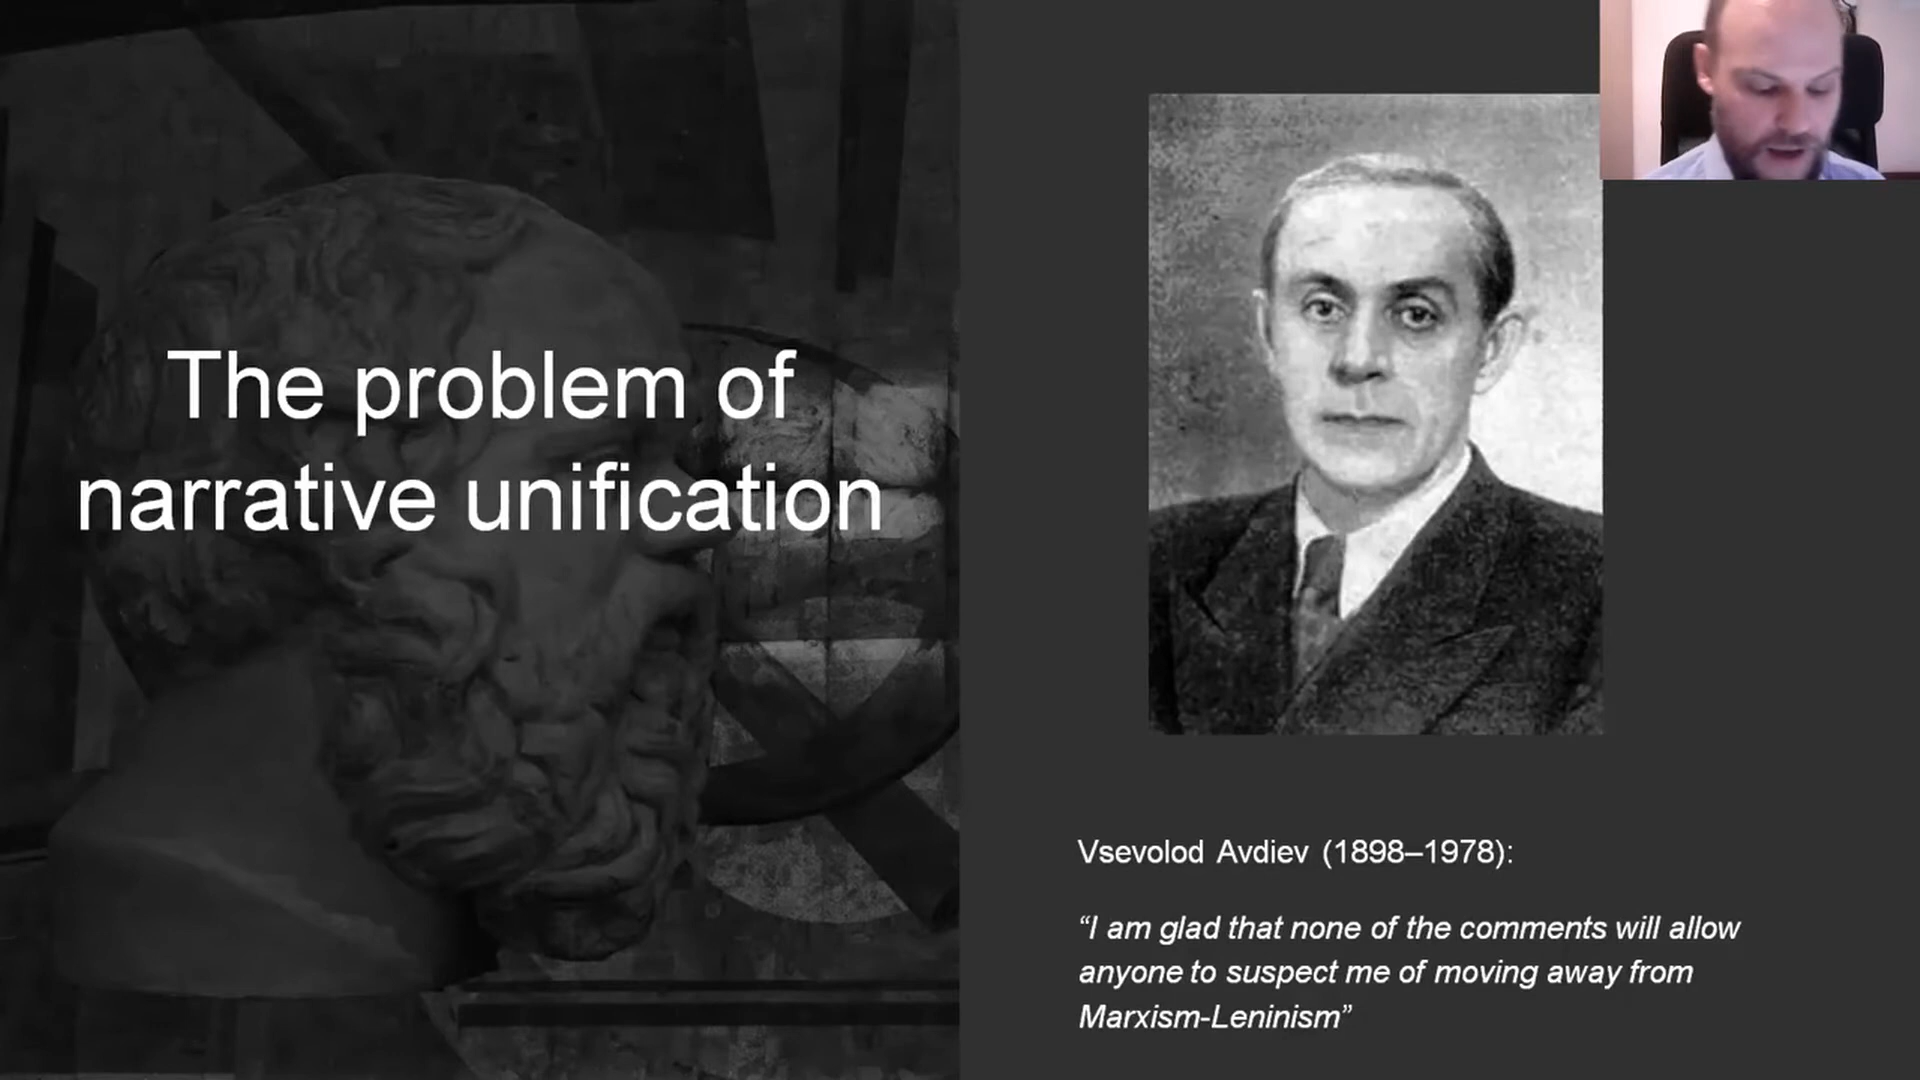 The problem of
narrative unification
Vsevolod Avdiev (1898–1978):
“I am glad that none of the comments will allow
anyone to suspect me of moving away from
Marxism-Leninism”